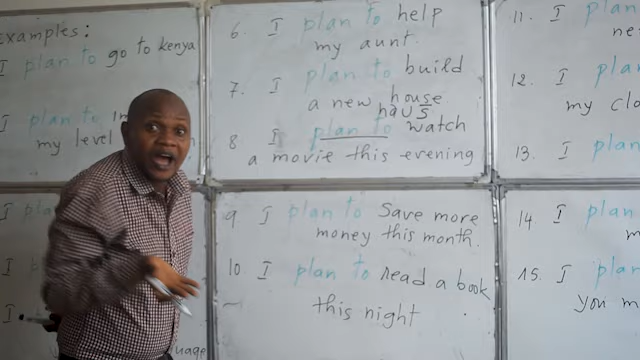 Examples:
I plan to go to Kenya
I plan to
my level
I
I
I
uage
6. I plan to help
my aunt.
7. I plan to build
a new house
haUS
8 I plan to watch
a movie this evening
9 I plan to Save more
money this month.
10. I plan to read a book
this night
11. I plan
12. I plan
my clo
13. I plan
14 I plan
15. I plan
you m